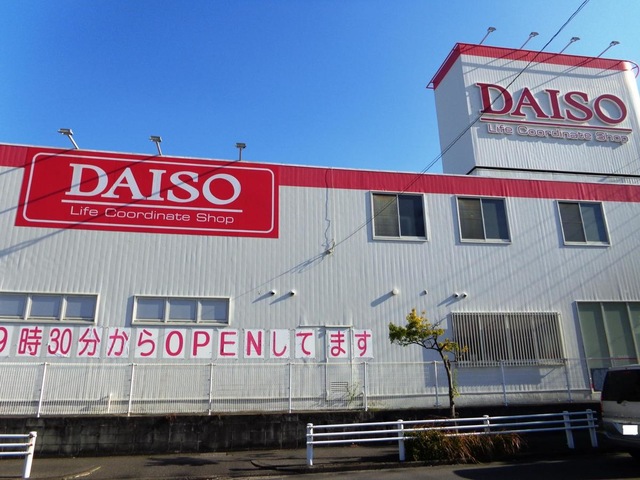 DAISO
Life Coordinate Shop
DAISO
Life Coordinate Shop
9時30分からOPENしてます